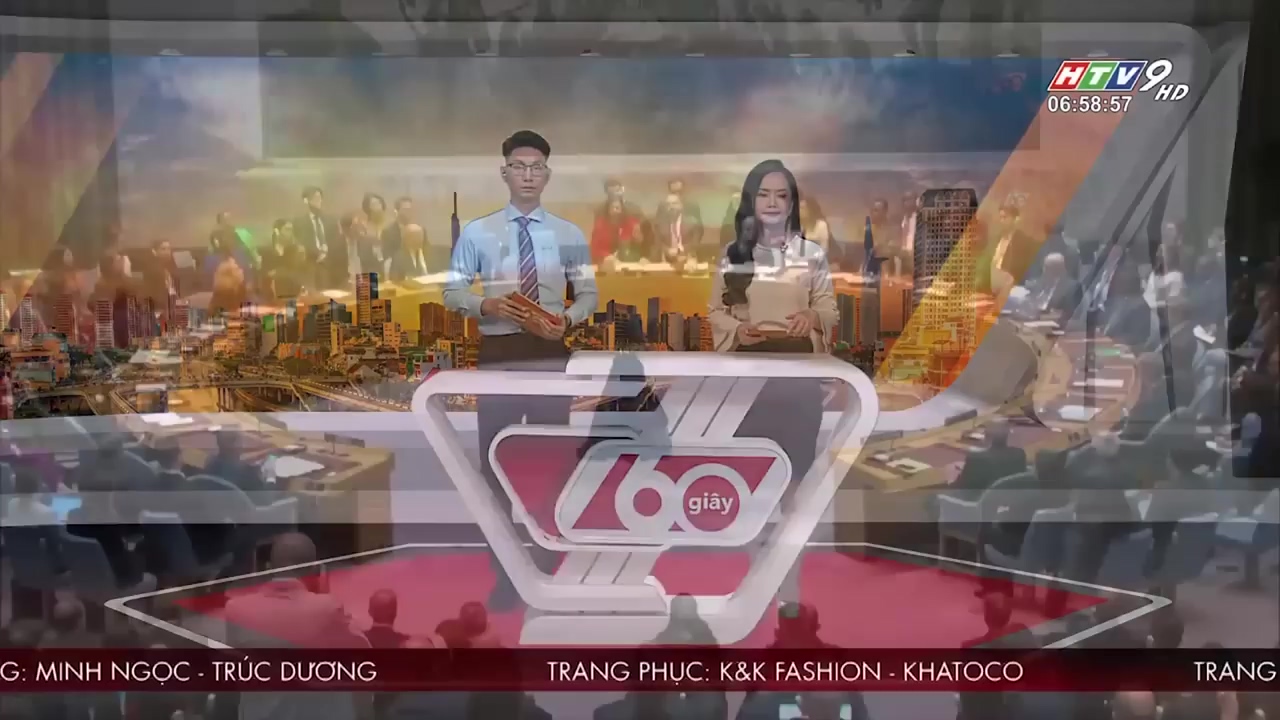 HTV9 HD
06:58:57
60 giây
G: MINH NGỌC - TRÚC DƯƠNG TRANG PHỤC: K&K FASHION - KHATOCO TRANG